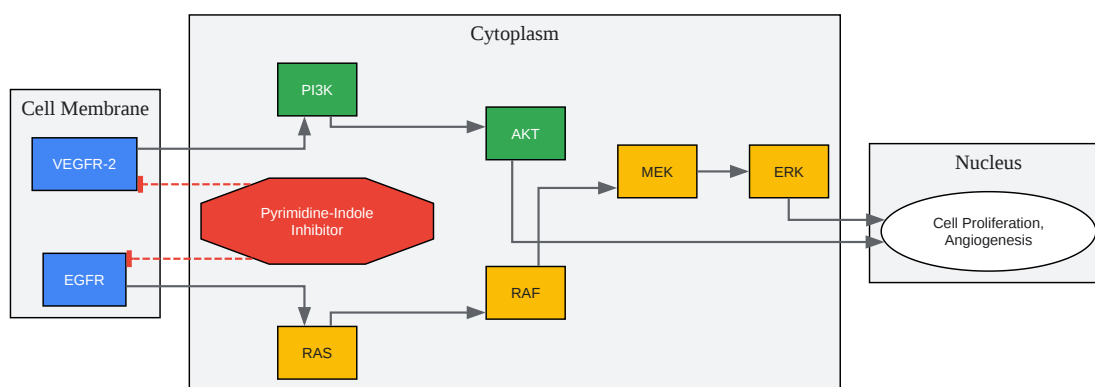 Cytoplasm
Cell Membrane
PI3K
VEGFR-2
AKT
MEK
ERK
Nucleus
Pyrimidine-Indole
Inhibitor
Cell Proliferation,
Angiogenesis
EGFR
RAF
RAS